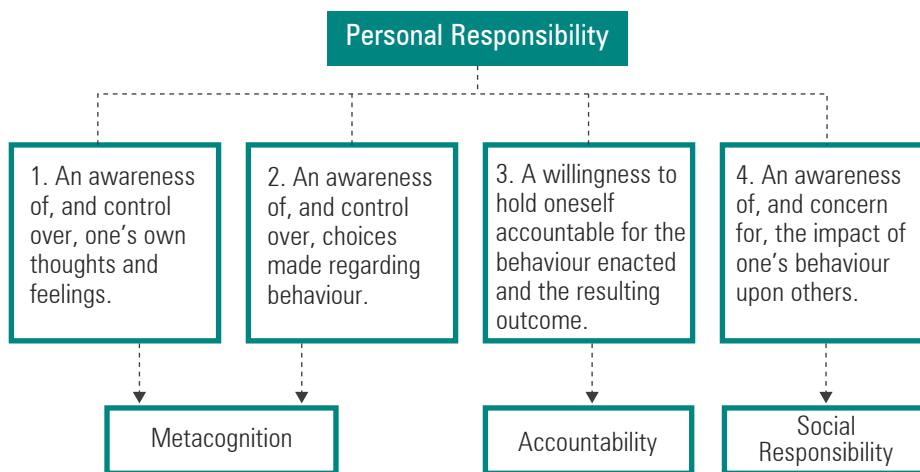 Personal Responsibility
1. An awareness
of, and control
over, one's own
thoughts and
feelings.
2. An awareness
of, and control
over, choices
made regarding
behaviour.
3. A willingness to
hold oneself
accountable for the
behaviour enacted
and the resulting
outcome.
4. An awareness
of, and concern
for, the impact of
one's behaviour
upon others.
Metacognition
Accountability
Social
Responsibility